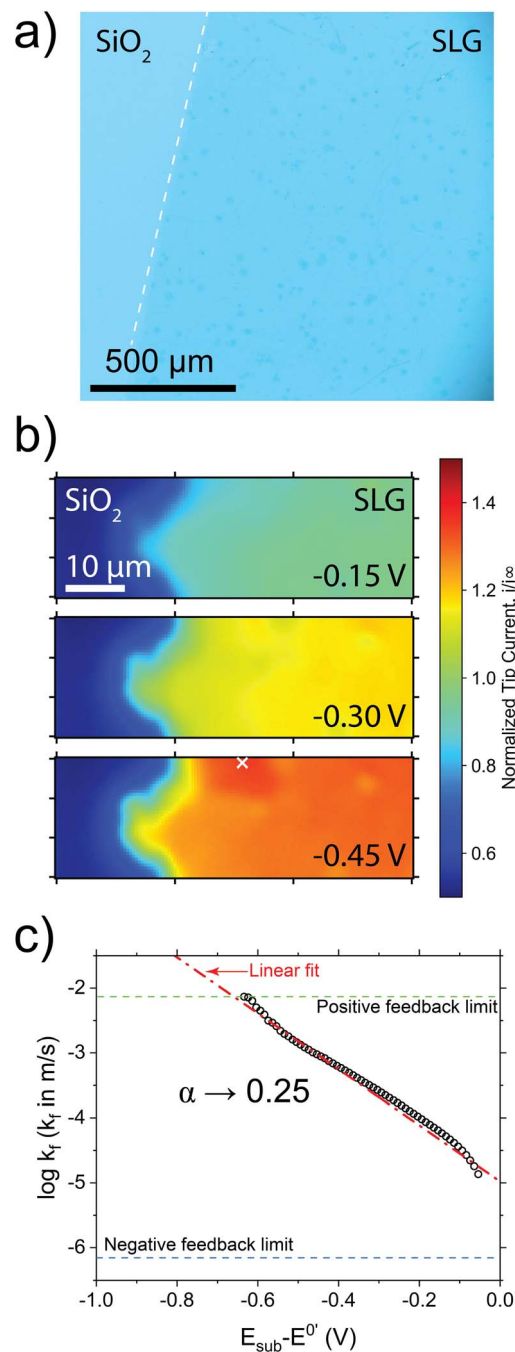 a)
SiO₂ SLG
500 µm
b)
SiO₂ SLG
10 µm
-0.15 V
-0.30 V
-0.45 V
×
1.4
1.2
1.0
0.8
0.6
Normalized Tip Current, i/i∞
c)
Linear fit
Positive feedback limit
α → 0.25
Negative feedback limit
-2
-3
-4
-5
-6
log k_f (k_f in m/s)
-1.0 -0.8 -0.6 -0.4 -0.2 0.0
E_sub-E⁰' (V)